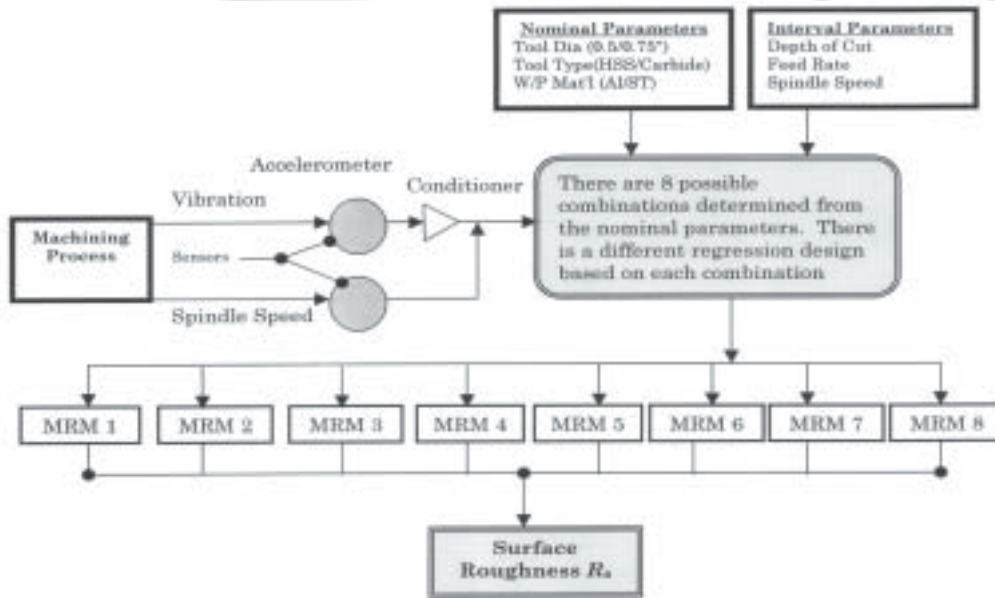 Nominal Parameters
Tool Dia (0.5/0.75")
Tool Type(HSS/Carbide)
W/P Mat'l (Al/ST)
Interval Parameters
Depth of Cut
Feed Rate
Spindle Speed
Accelerometer
Conditioner
Vibration
Machining
Process
Sensors
Spindle Speed
There are 8 possible
combinations determined from
the nominal parameters. There
is a different regression design
based on each combination
MRM 1
MRM 2
MRM 3
MRM 4
MRM 5
MRM 6
MRM 7
MRM 8
Surface
Roughness Ra